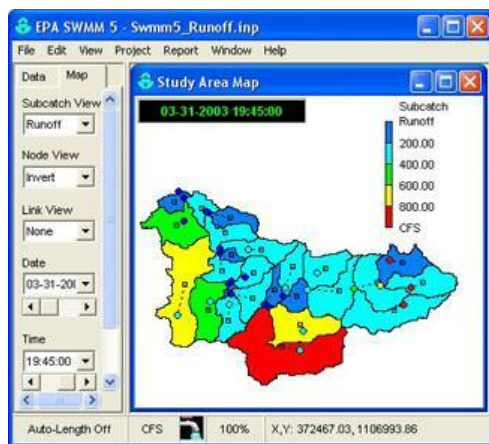 EPA SWMM 5 - Swmm5_Runoff.inp
File Edit View Project Report Window Help
Data Map
Subcatch View
Runoff
Node View
Invert
Link View
None
Date
03-31-200
Time
19:45:00
Study Area Map
03-31-2003 19:45:00
Subcatch
Runoff
200.00
400.00
600.00
800.00
CFS
Auto-Length Off CFS 100% X,Y: 372467.03, 1106993.86